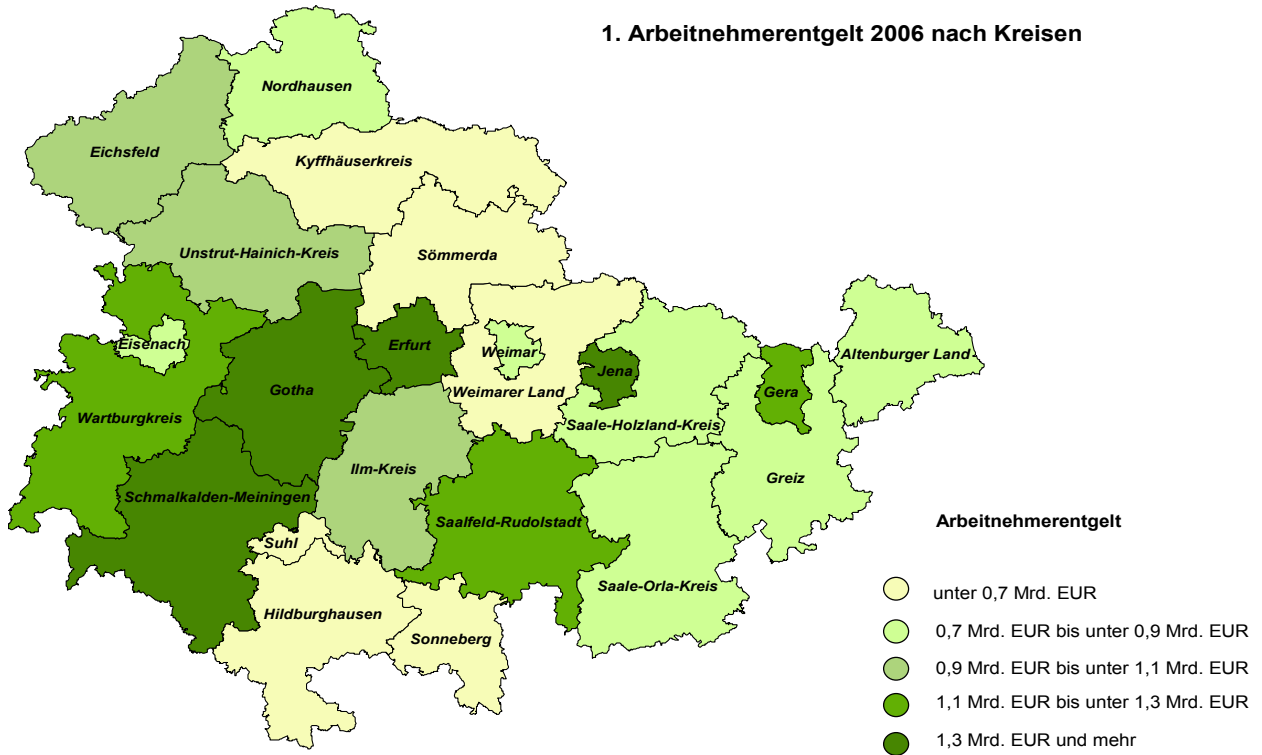 1. Arbeitnehmerentgelt 2006 nach Kreisen
Nordhausen
Eichsfeld
Kyffhäuserkreis
Unstrut-Hainich-Kreis
Sömmerda
Eisenach
Erfurt
Weimar
Altenburger Land
Jena
Gotha
Weimarer Land
Gera
Wartburgkreis
Saale-Holzland-Kreis
Ilm-Kreis
Greiz
Schmalkalden-Meiningen
Saalfeld-Rudolstadt
Suhl
Saale-Orla-Kreis
Hildburghausen
Sonneberg
Arbeitnehmerentgelt
unter 0,7 Mrd. EUR
0,7 Mrd. EUR bis unter 0,9 Mrd. EUR
0,9 Mrd. EUR bis unter 1,1 Mrd. EUR
1,1 Mrd. EUR bis unter 1,3 Mrd. EUR
1,3 Mrd. EUR und mehr